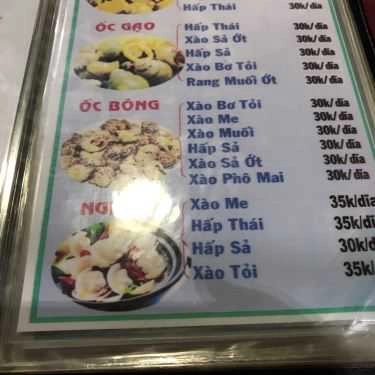 Hấp Thái 30k/đĩa
ỐC GẠO
Hấp Thái 30k/đĩa
Xào Sả Ớt 30k/đĩa
Hấp Sả 30k/đĩa
Xào Bơ Tỏi 30k/đĩa
Rang Muối Ớt 30k/đĩa
ỐC BÔNG
Xào Bơ Tỏi 30k/đĩa
Xào Me 30k/đĩa
Xào Muối 30k/đĩa
Hấp Sả 30k/đĩa
Xào Sả Ớt 30k/đĩa
Xào Phô Mai 30k/đĩa
Xào Me 35k/đĩa
Hấp Thái 35k/đĩa
Hấp Sả 30k/đĩa
Xào Tỏi 35k/